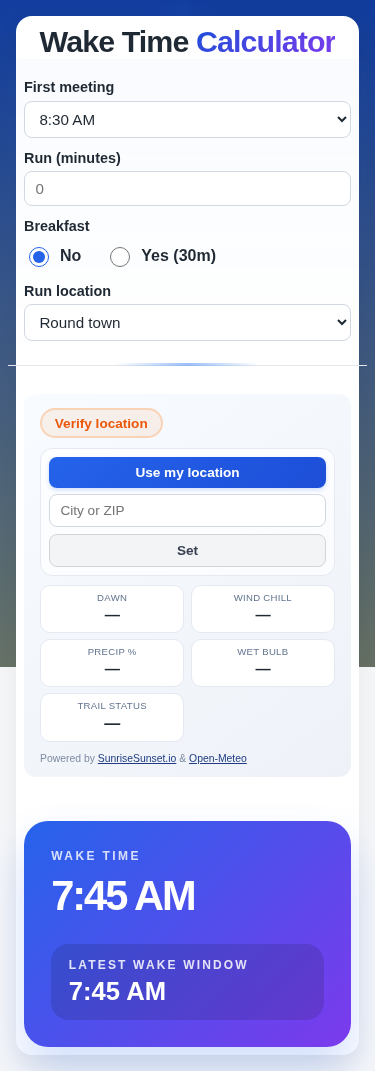 Wake Time Calculator
First meeting
8:30 AM
Run (minutes)
0
Breakfast
No Yes (30m)
Run location
Round town
Verify location
Use my location
City or ZIP
Set
DAWN WIND CHILL
— —
PRECIP % WET BULB
— —
TRAIL STATUS
—
Powered by SunriseSunset.io & Open-Meteo
WAKE TIME
7:45 AM
LATEST WAKE WINDOW
7:45 AM